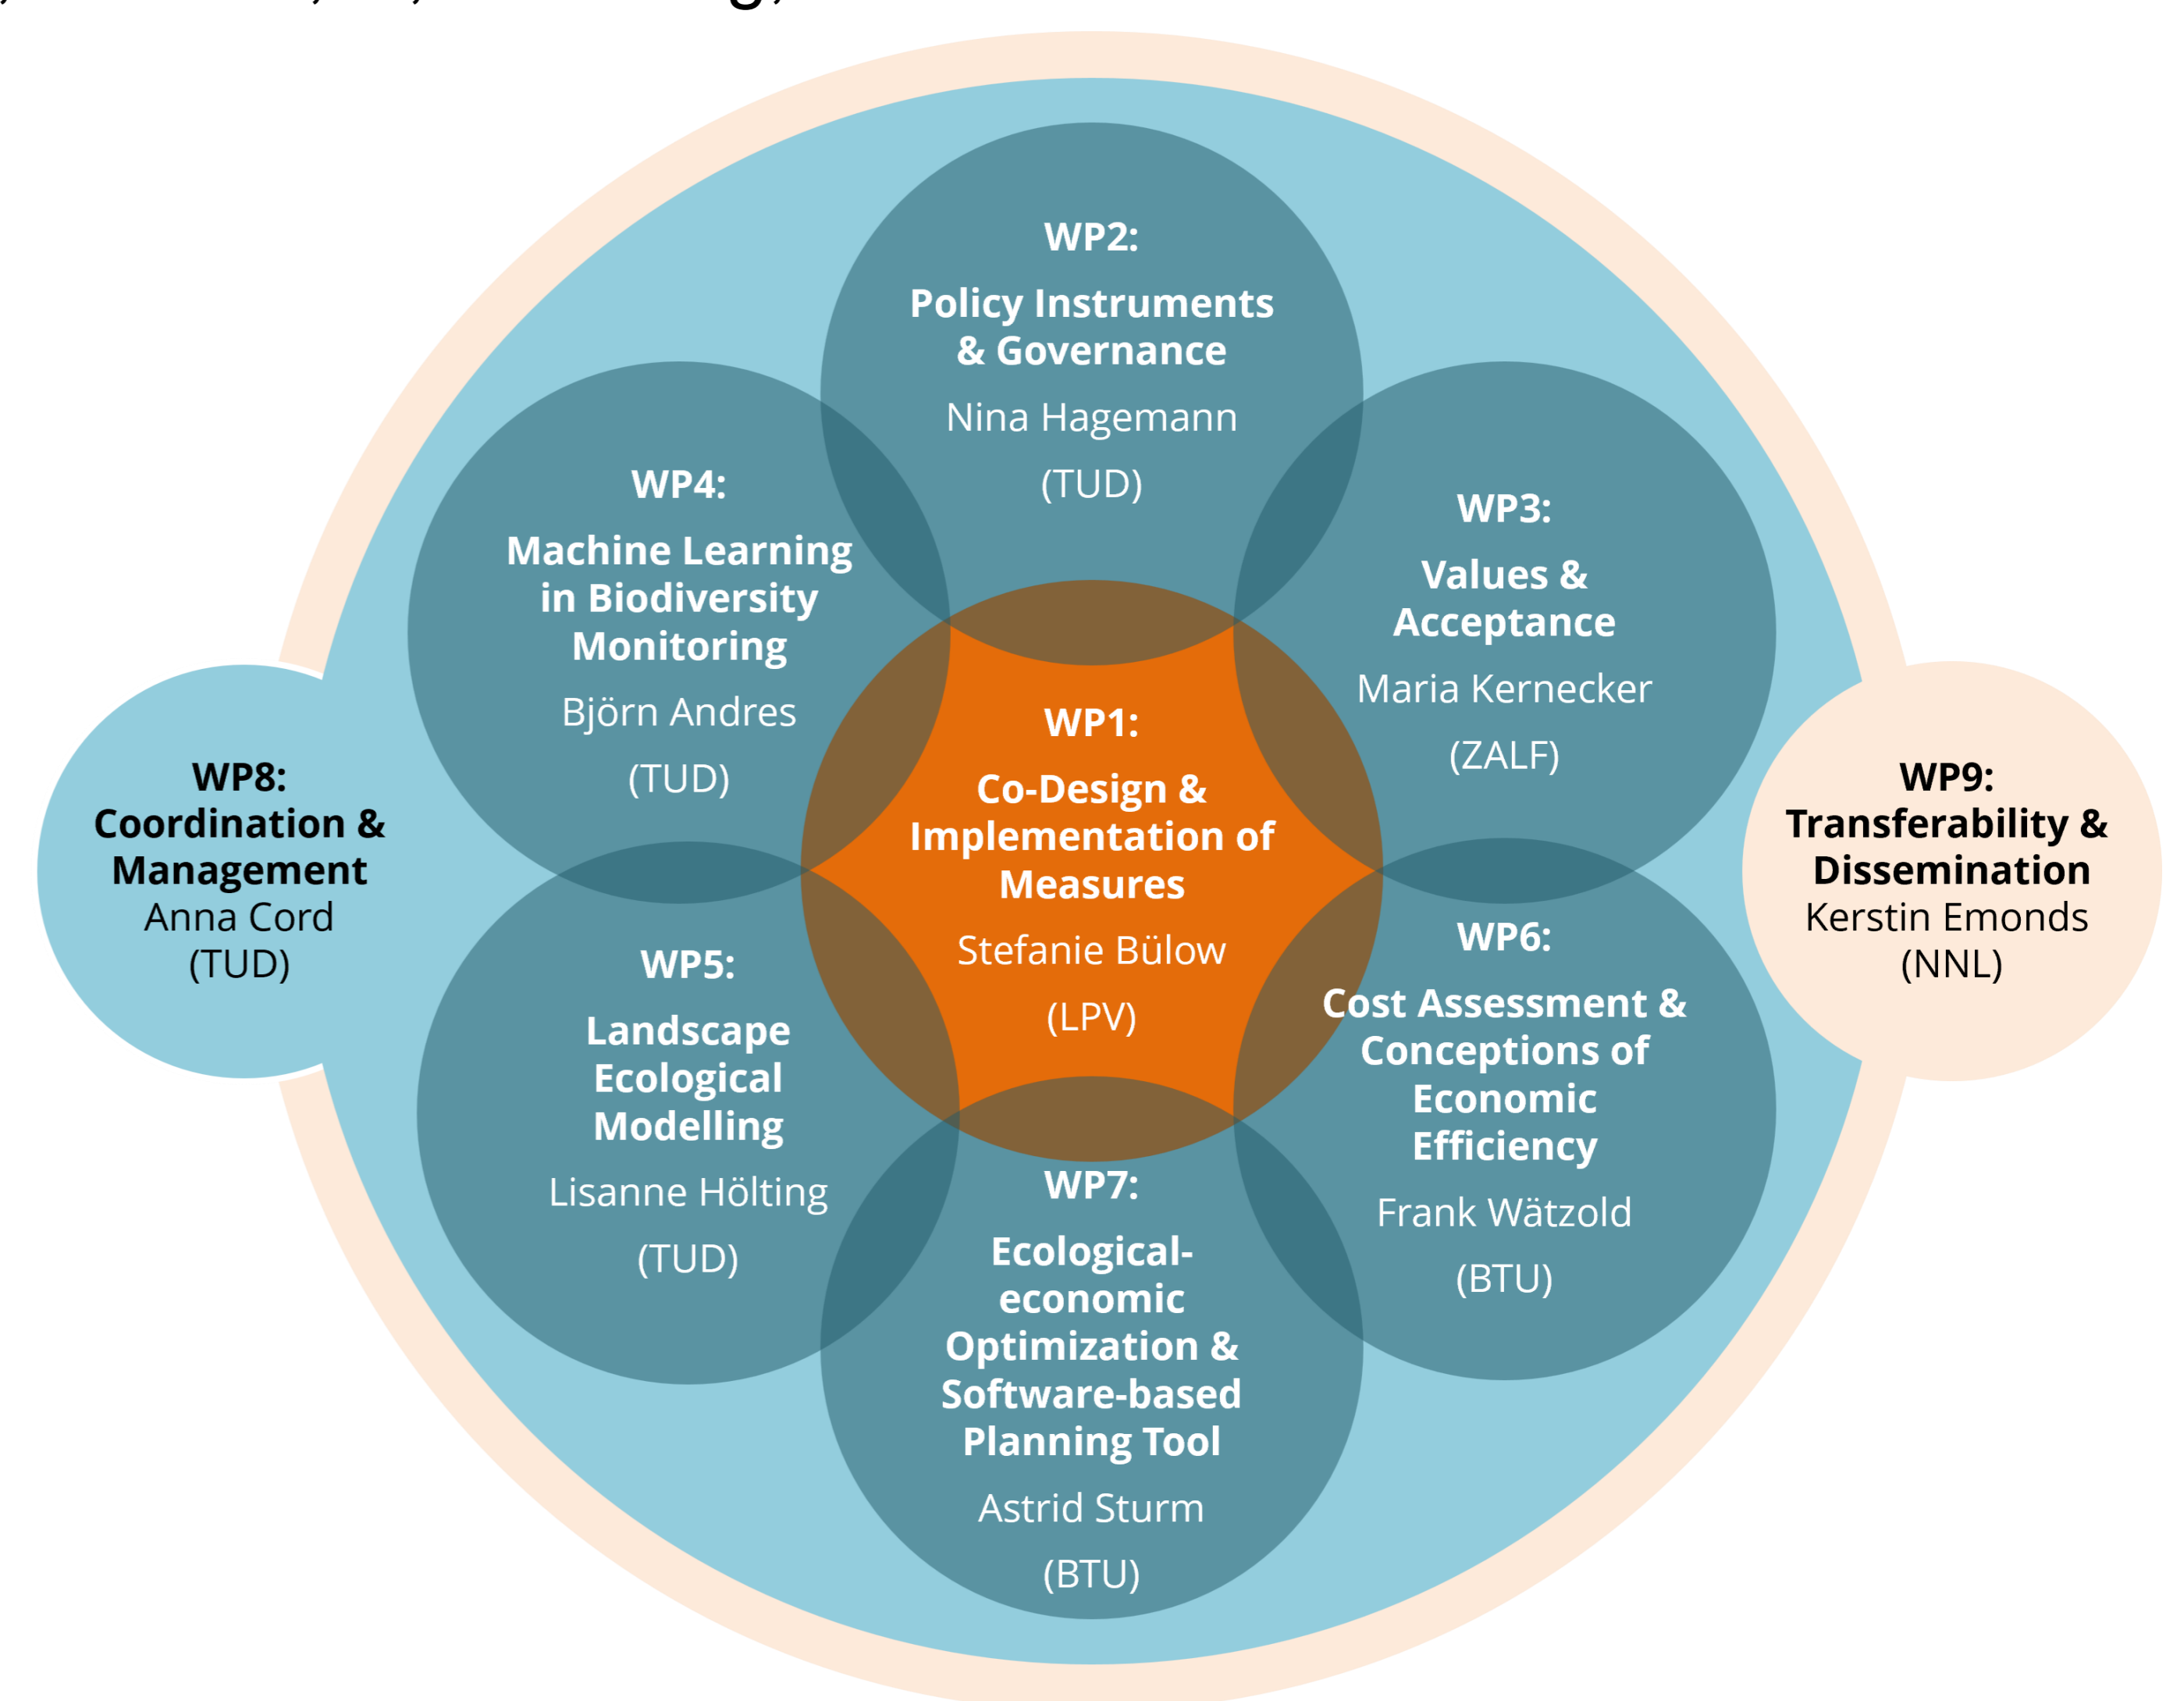 WP2:
Policy Instruments
& Governance
Nina Hagemann
(TUD)
WP4:
Machine Learning
in Biodiversity
Monitoring
Björn Andres
(TUD)
WP3:
Values &
Acceptance
Maria Kernecker
(ZALF)
WP1:
Co-Design &
Implementation of
Measures
Stefanie Bülow
(LPV)
WP8:
Coordination &
Management
Anna Cord
(TUD)
WP9:
Transferability &
Dissemination
Kerstin Emonds
(NNL)
WP5:
Landscape
Ecological
Modelling
Lisanne Hölting
(TUD)
WP6:
Cost Assessment &
Conceptions of
Economic
Efficiency
Frank Wätzold
(BTU)
WP7:
Ecological-
economic
Optimization &
Software-based
Planning Tool
Astrid Sturm
(BTU)